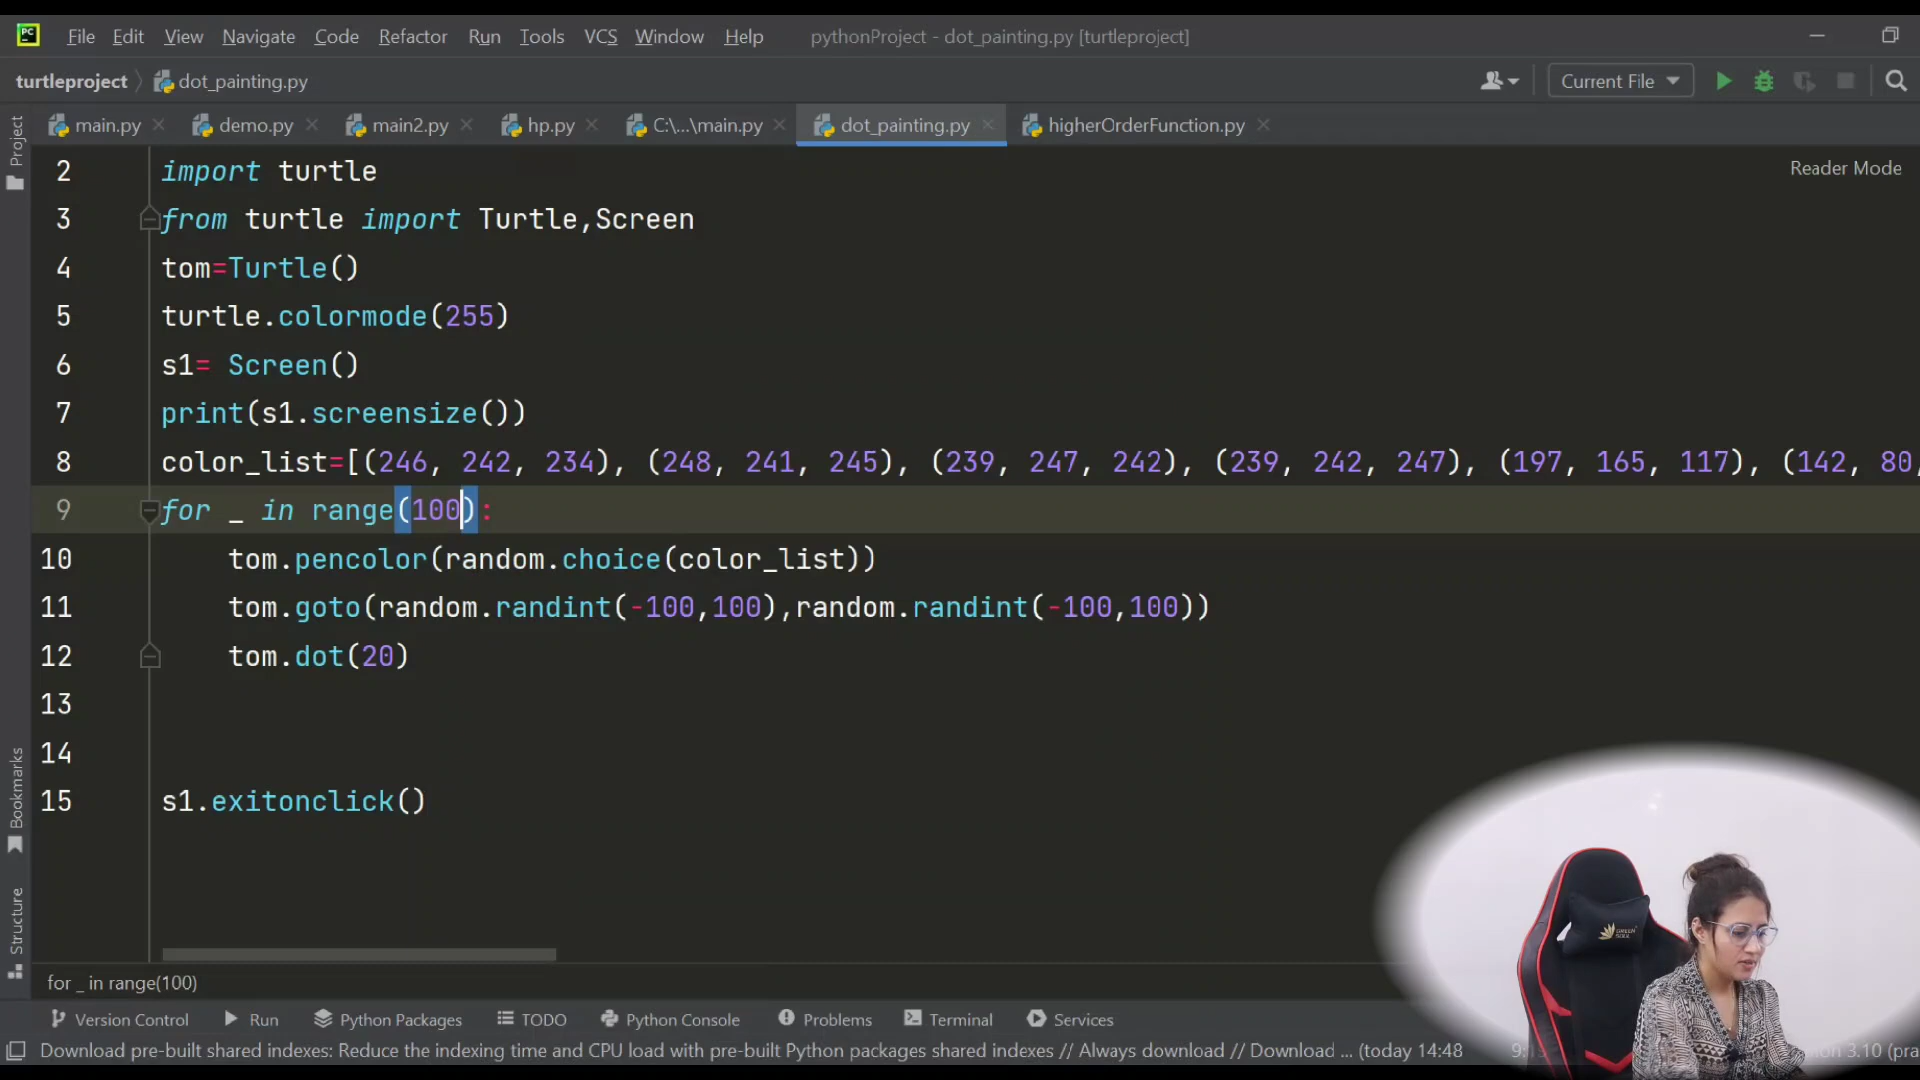 PC File Edit View Navigate Code Refactor Run Tools VCS Window Help pythonProject - dot_painting.py [turtleproject]
turtleproject dot_painting.py Current File
main.py demo.py main2.py hp.py C:\...\main.py dot_painting.py higherOrderFunction.py
Project
Reader Mode
2 import turtle
3 from turtle import Turtle,Screen
4 tom=Turtle()
5 turtle.colormode(255)
6 s1= Screen()
7 print(s1.screensize())
8 color_list=[(246, 242, 234), (248, 241, 245), (239, 247, 242), (239, 242, 247), (197, 165, 117), (142, 80,
9 for _ in range(100):
10 tom.pencolor(random.choice(color_list))
11 tom.goto(random.randint(-100,100),random.randint(-100,100))
12 tom.dot(20)
13
14
15 s1.exitonclick()
Bookmarks
Structure
GREEN SOUL
for _ in range(100)
Version Control Run Python Packages TODO Python Console Problems Terminal Services
Download pre-built shared indexes: Reduce the indexing time and CPU load with pre-built Python packages shared indexes // Always download // Download ... (today 14:48 3.10